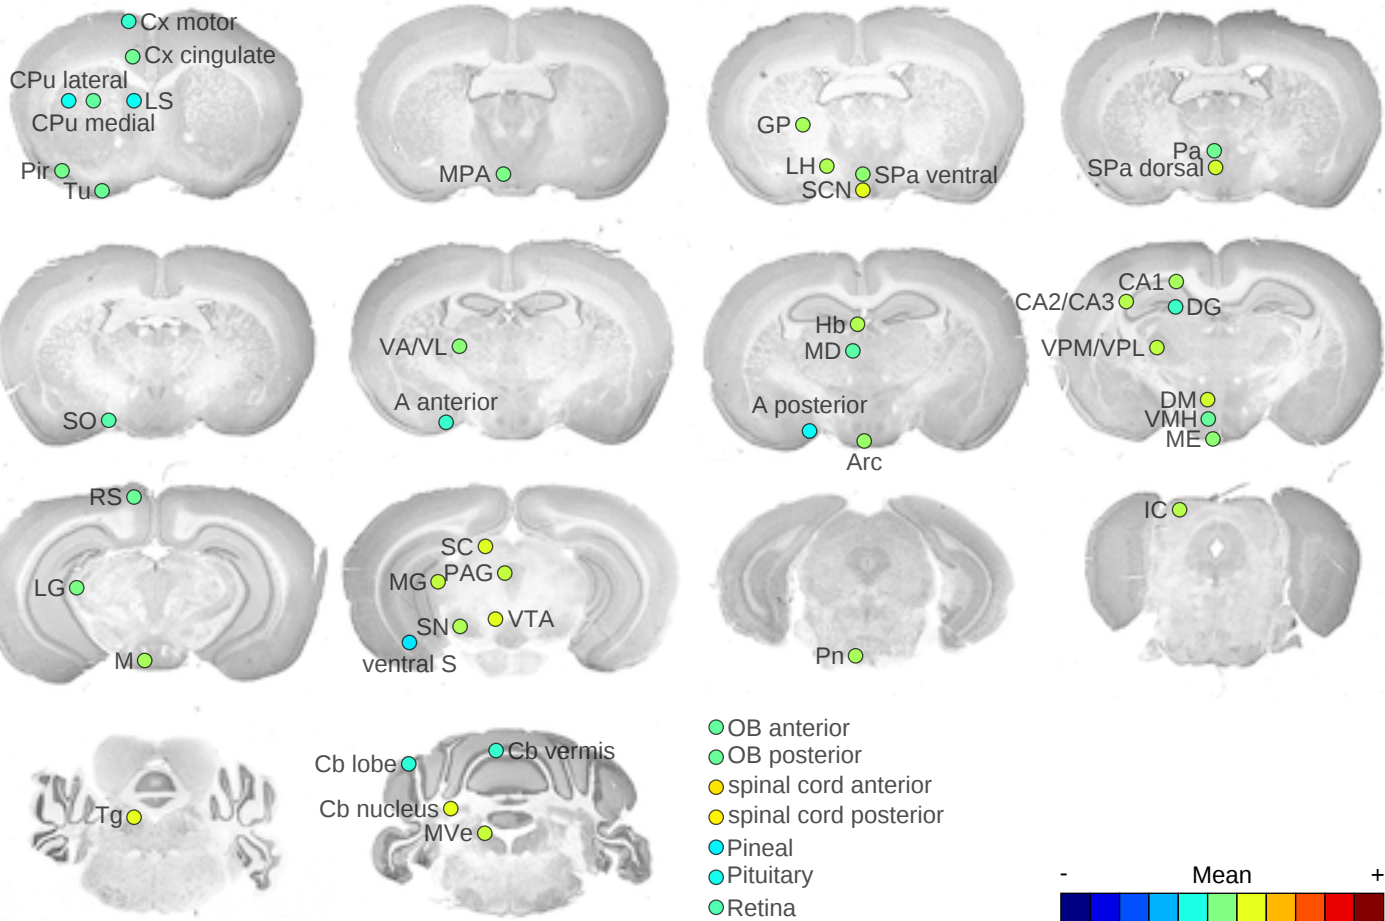 Cx motor
Cx cingulate
CPu lateral
LS
CPu medial
Pir
Tu
MPA
GP
LH
SPa ventral
SCN
Pa
SPa dorsal
SO
VA/VL
A anterior
Hb
MD
A posterior
Arc
CA1
CA2/CA3
DG
VPM/VPL
DM
VMH
ME
RS
LG
M
SC
PAG
MG
VTA
SN
ventral S
Pn
IC
Tg
Cb lobe
Cb vermis
Cb nucleus
MVe
OB anterior
OB posterior
spinal cord anterior
spinal cord posterior
Pineal
Pituitary
Retina
- Mean +